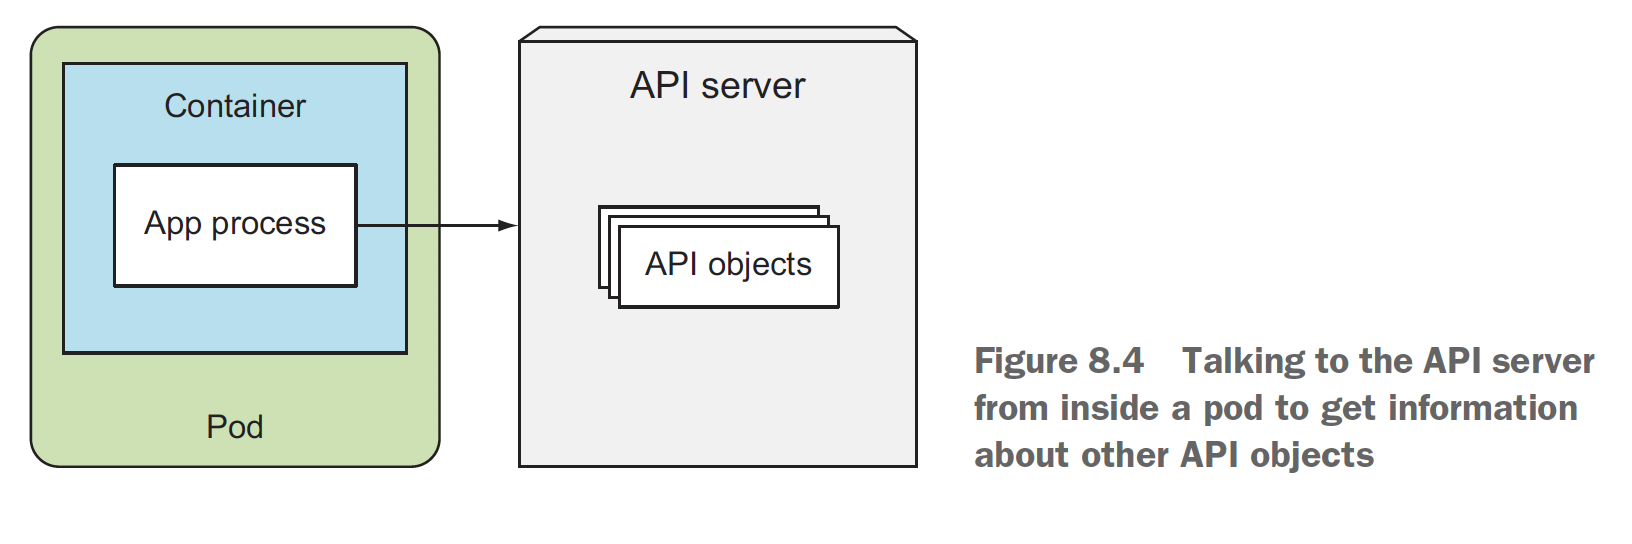 Container
App process
Pod
API server
API objects
Figure 8.4 Talking to the API server
from inside a pod to get information
about other API objects